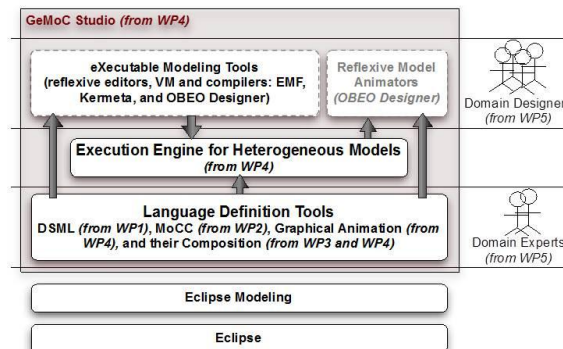 GeMoC Studio (from WP4)
eXecutable Modeling Tools
(reflexive editors, VM and compilers: EMF,
Kermeta, and OBEO Designer)
Reflexive Model
Animators
(OBEO Designer)
Domain Designer
(from WP5)
Execution Engine for Heterogeneous Models
(from WP4)
Language Definition Tools
DSML (from WP1), MoCC (from WP2), Graphical Animation (from
WP4), and their Composition (from WP3 and WP4)
Domain Experts
(from WP5)
Eclipse Modeling
Eclipse